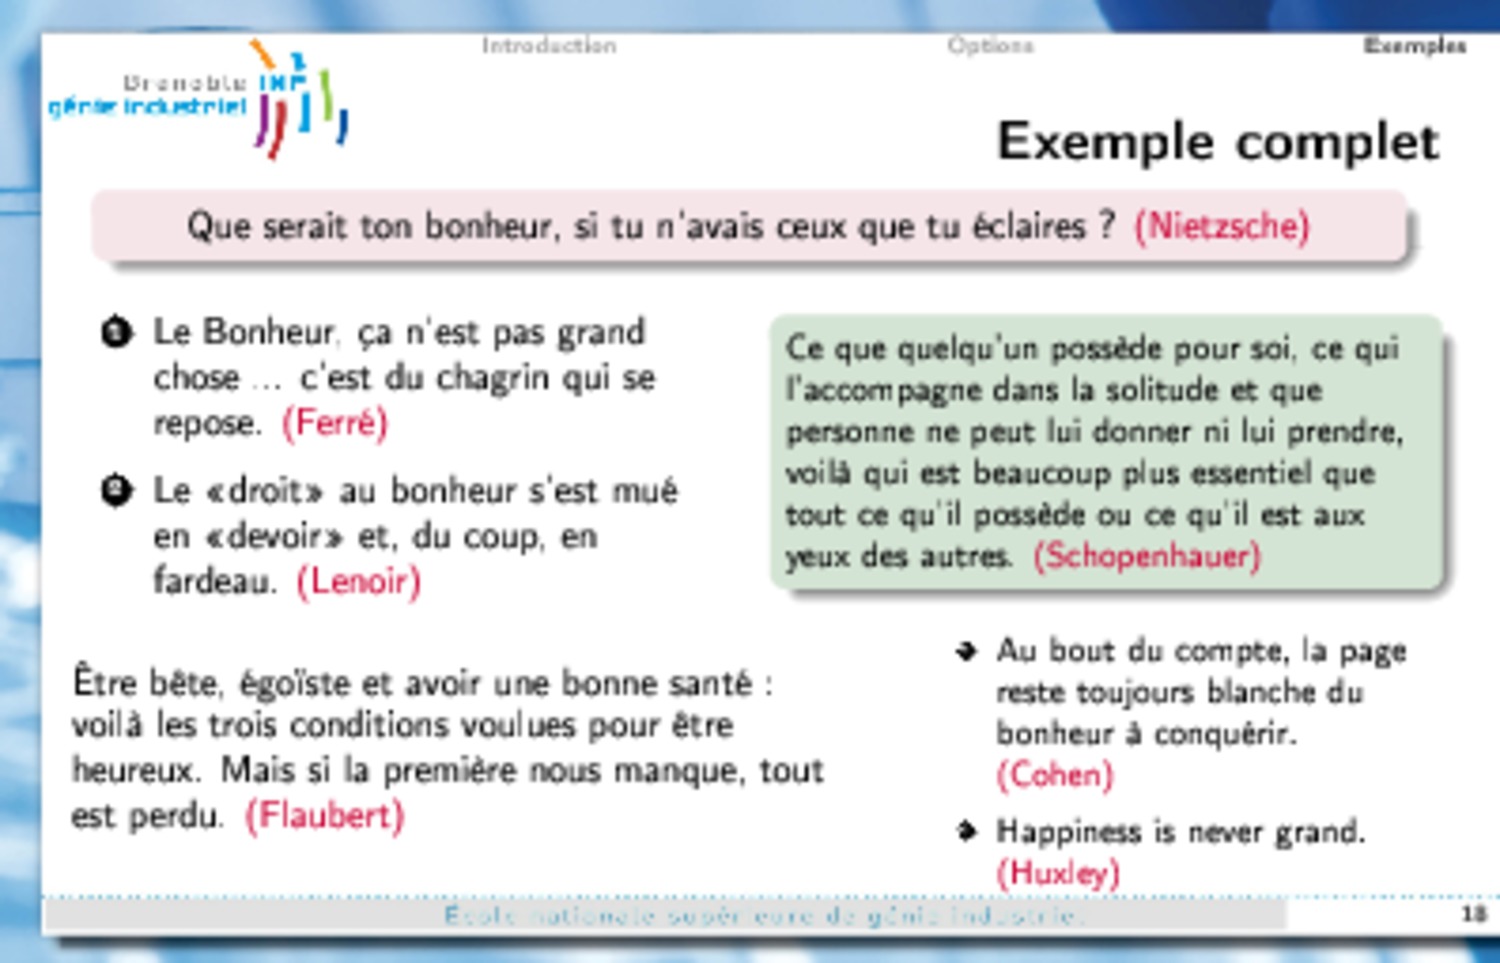 Introduction
Options
Exemples
Grenoble INP
génie industriel
Exemple complet
Que serait ton bonheur, si tu n'avais ceux que tu éclaires ? (Nietzsche)
1 Le Bonheur, ça n'est pas grand
chose ... c'est du chagrin qui se
repose. (Ferré)
2 Le «droit» au bonheur s'est mué
en «devoir» et, du coup, en
fardeau. (Lenoir)
Ce que quelqu'un possède pour soi, ce qui
l'accompagne dans la solitude et que
personne ne peut lui donner ni lui prendre,
voilà qui est beaucoup plus essentiel que
tout ce qu'il possède ou ce qu'il est aux
yeux des autres. (Schopenhauer)
Être bête, égoïste et avoir une bonne santé :
voilà les trois conditions voulues pour être
heureux. Mais si la première nous manque, tout
est perdu. (Flaubert)
Au bout du compte, la page
reste toujours blanche du
bonheur à conquérir.
(Cohen)
Happiness is never grand.
(Huxley)
École nationale supérieure de génie industriel
18